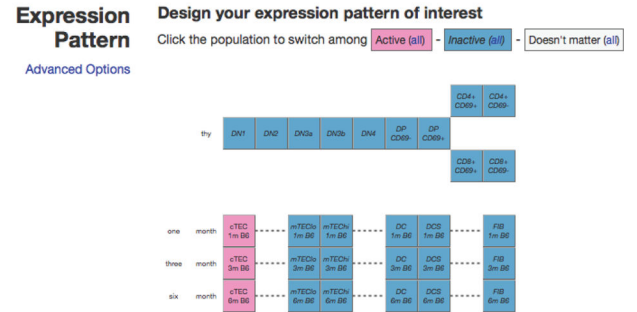 Expression Pattern
Advanced Options
Design your expression pattern of interest
Click the population to switch among Active (all) - Inactive (all) - Doesn't matter (all)
CD4+ CD69+ CD4+ CD69-
thy DN1 DN2 DN3a DN3b DN4 DP CD69- DP CD69+
CD8+ CD69+ CD8+ CD69-
one month cTEC 1m B6 mTEClo 1m B6 mTEChi 1m B6 DC 1m B6 DCS 1m B6 FIB 1m B6
three month cTEC 3m B6 mTEClo 3m B6 mTEChi 3m B6 DC 3m B6 DCS 3m B6 FIB 3m B6
six month cTEC 6m B6 mTEClo 6m B6 mTEChi 6m B6 DC 6m B6 DCS 6m B6 FIB 6m B6